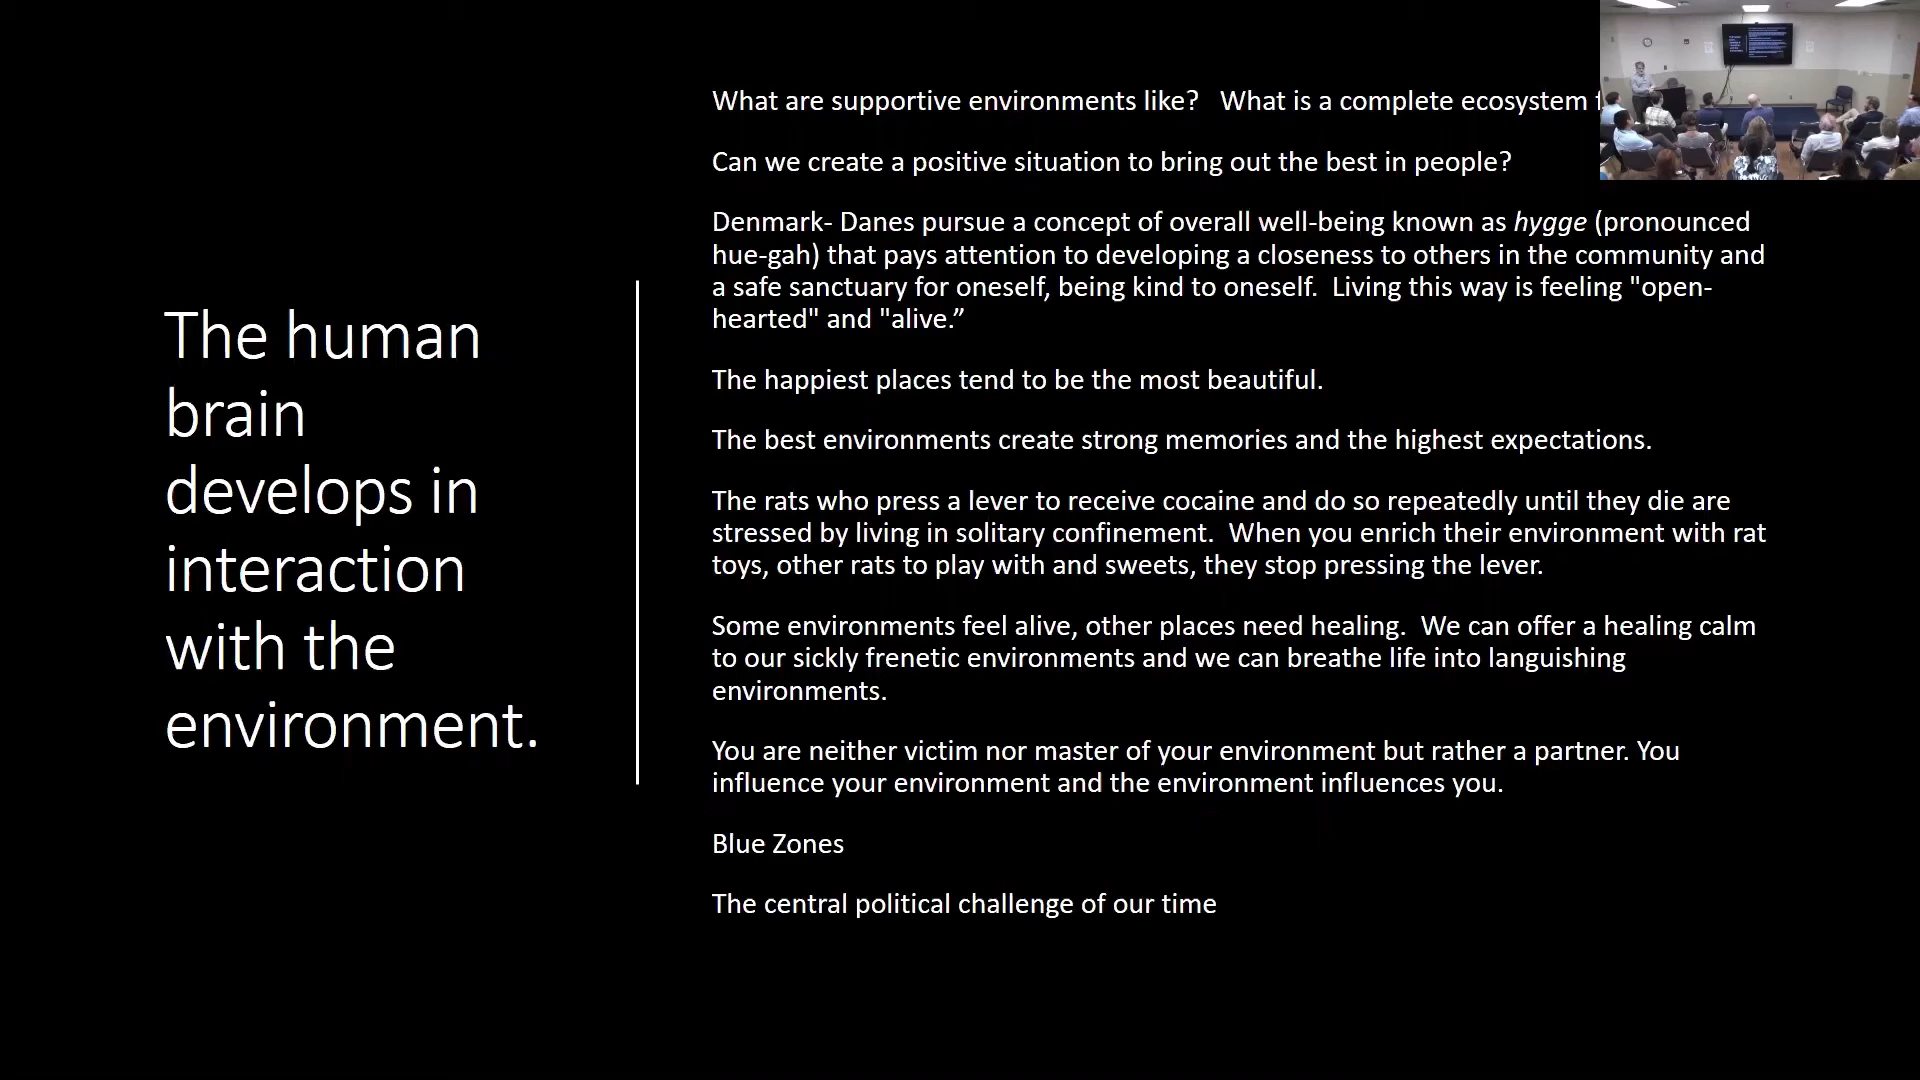 The human
brain
develops in
interaction
with the
environment.
What are supportive environments like?   What is a complete ecosystem
Can we create a positive situation to bring out the best in people?
Denmark- Danes pursue a concept of overall well-being known as hygge (pronounced
hue-gah) that pays attention to developing a closeness to others in the community and
a safe sanctuary for oneself, being kind to oneself.  Living this way is feeling "open-
hearted" and "alive.”
The happiest places tend to be the most beautiful.
The best environments create strong memories and the highest expectations.
The rats who press a lever to receive cocaine and do so repeatedly until they die are
stressed by living in solitary confinement.  When you enrich their environment with rat
toys, other rats to play with and sweets, they stop pressing the lever.
Some environments feel alive, other places need healing.  We can offer a healing calm
to our sickly frenetic environments and we can breathe life into languishing
environments.
You are neither victim nor master of your environment but rather a partner. You
influence your environment and the environment influences you.
Blue Zones
The central political challenge of our time